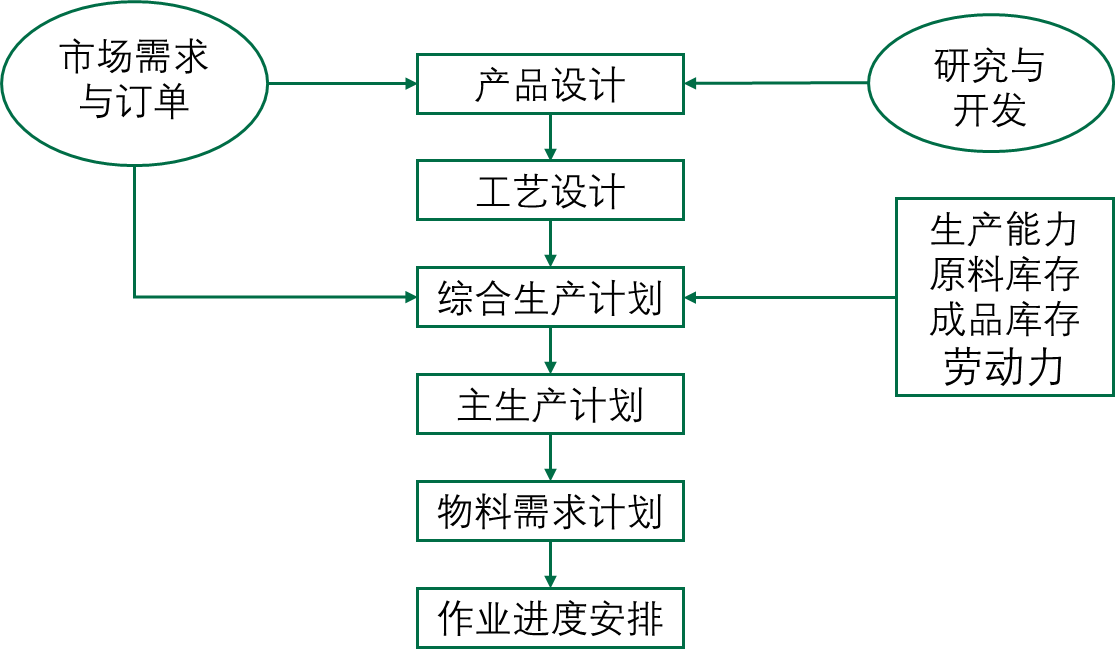 市场需求
与订单
产品设计
研究与
开发
工艺设计
生产能力
原料库存
成品库存
劳动力
综合生产计划
主生产计划
物料需求计划
作业进度安排